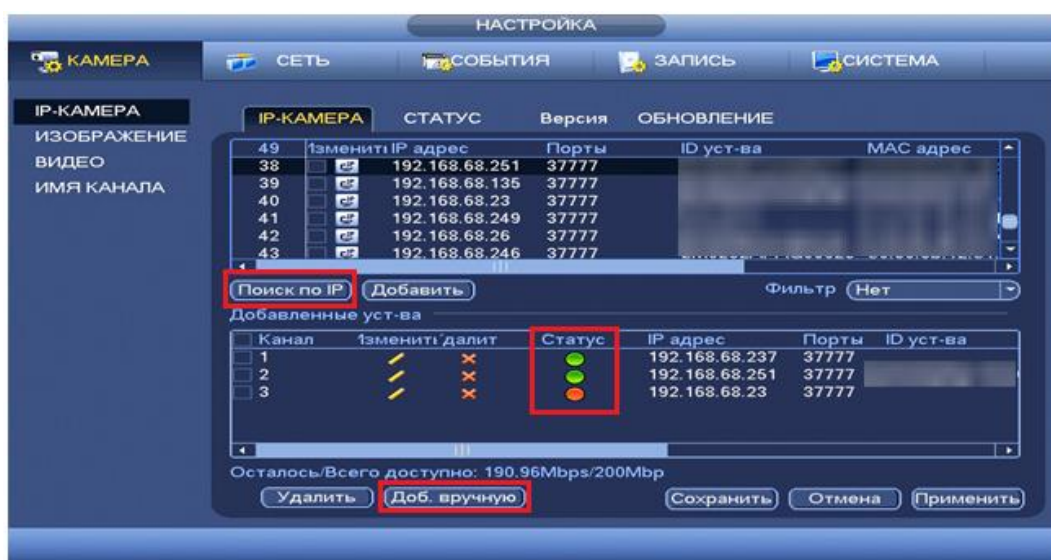 НАСТРОЙКА
КАМЕРА СЕТЬ СОБЫТИЯ ЗАПИСЬ СИСТЕМА
IP-КАМЕРА
ИЗОБРАЖЕНИЕ
ВИДЕО
ИМЯ КАНАЛА
IP-КАМЕРА СТАТУС Версия ОБНОВЛЕНИЕ
49 Iзменитi IP адрес Порты ID уст-ва МАС адрес
38 192.168.68.251 37777
39 192.168.68.135 37777
40 192.168.68.23 37777
41 192.168.68.249 37777
42 192.168.68.26 37777
43 192.168.68.246 37777
Поиск по IP Добавить Фильтр Нет
Добавленные уст-ва
Канал Iзменитi далит Статус IP адрес Порты ID уст-ва
1 192.168.68.237 37777
2 192.168.68.251 37777
3 192.168.68.23 37777
Осталось/Всего доступно: 190.96Mbps/200Mbp
Удалить Доб. вручную Сохранить Отмена Применить